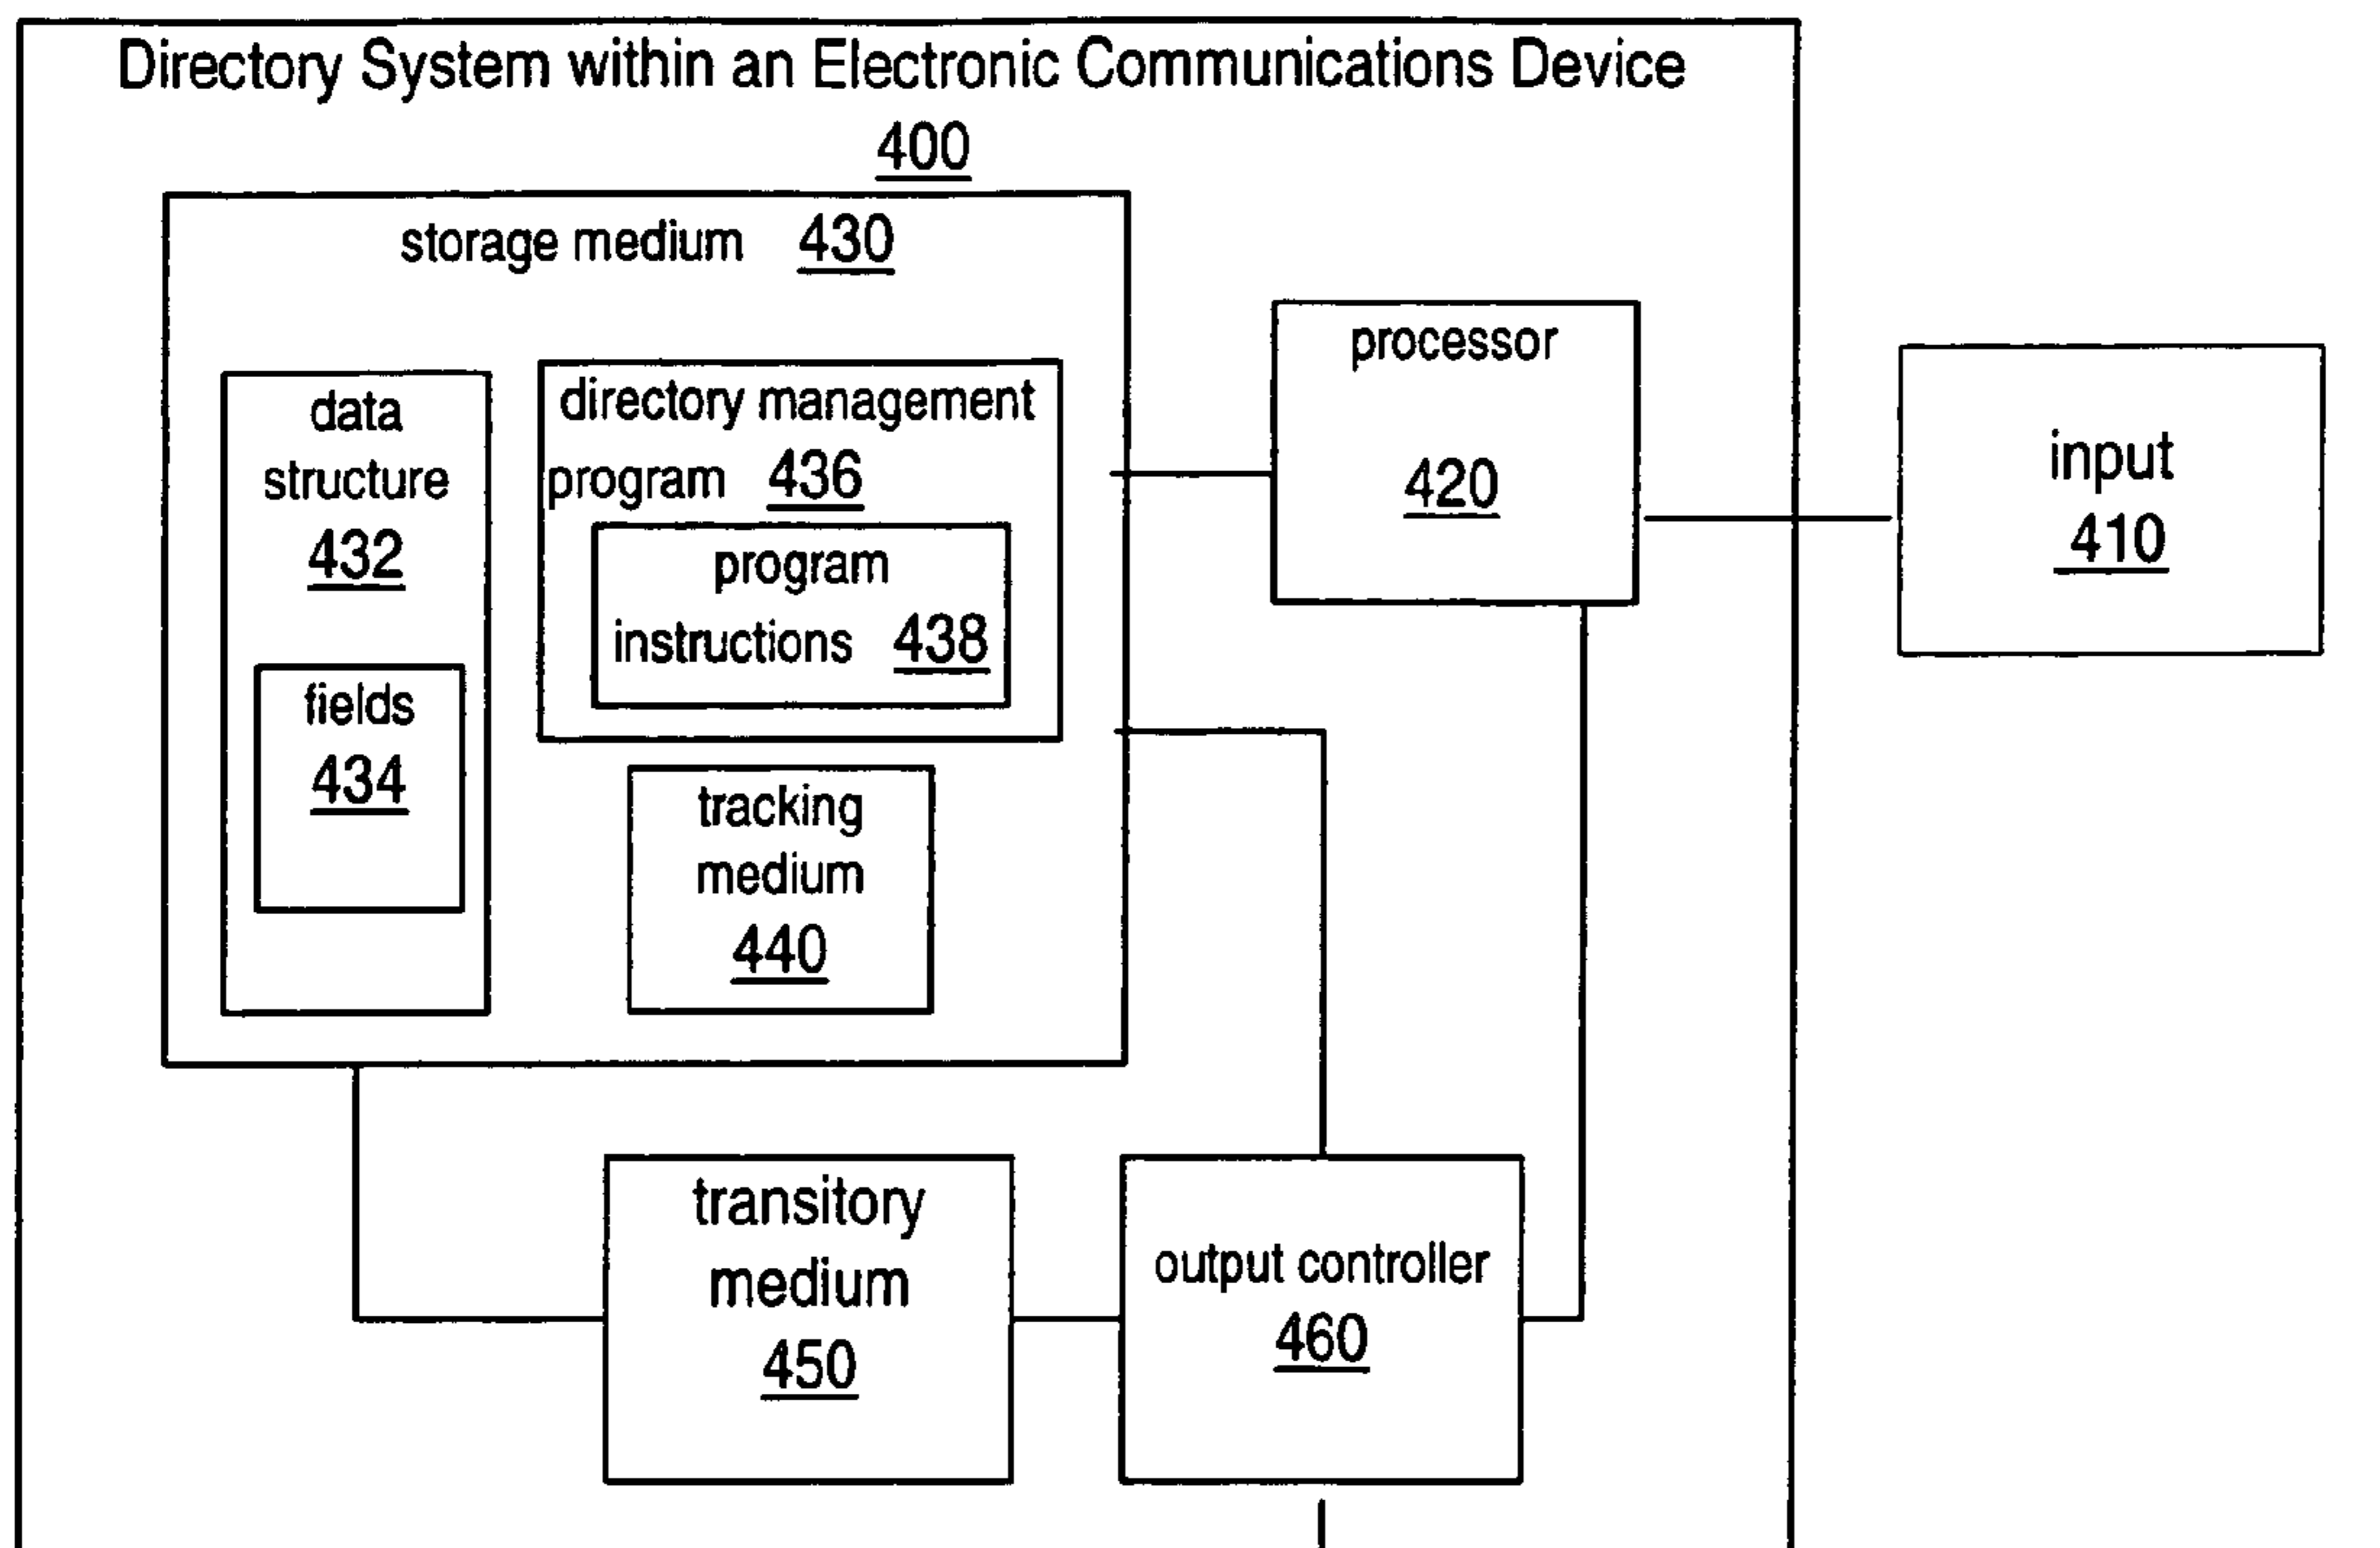 Directory System within an Electronic Communications Device
400
storage medium 430
data
structure
432
fields
434
directory management
program 436
program
instructions 438
tracking
medium
440
processor
420
input
410
transitory
medium
450
output controller
460